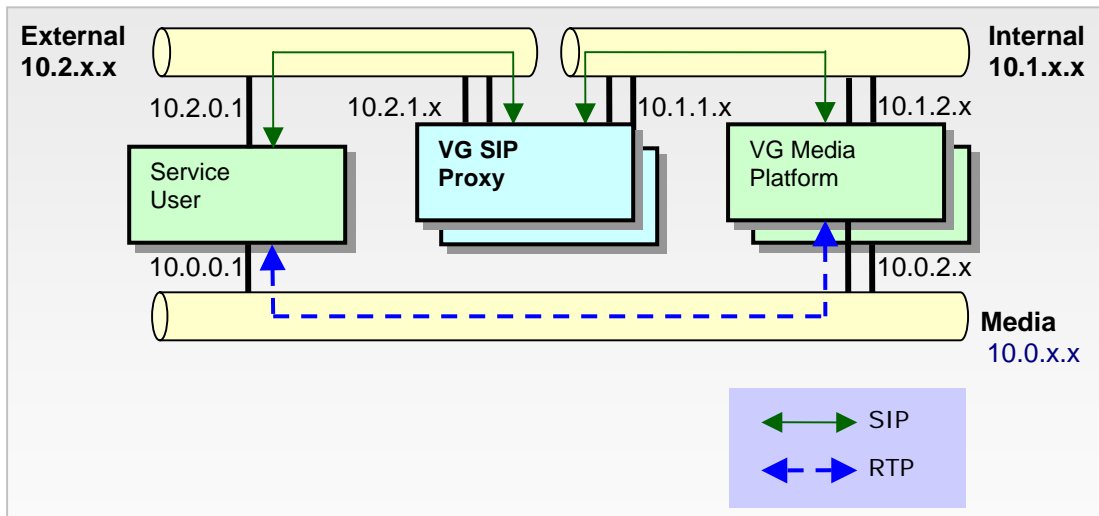 External
10.2.x.x
Internal
10.1.x.x
10.2.0.1
10.2.1.x
10.1.1.x
10.1.2.x
Service
User
VG SIP
Proxy
VG Media
Platform
10.0.0.1
10.0.2.x
Media
10.0.x.x
SIP
RTP